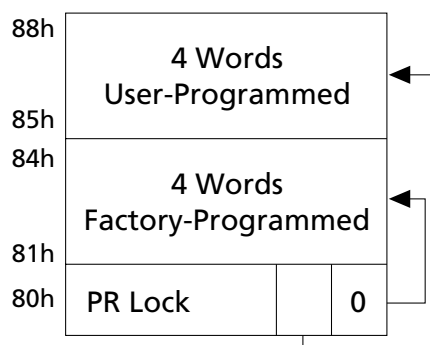 88h
4 Words
User-Programmed
85h
84h
4 Words
Factory-Programmed
81h
80h PR Lock 0